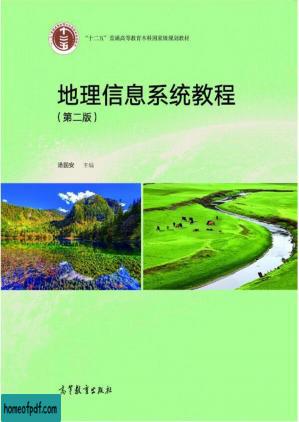 “十二五”普通高等教育本科国家级规划教材
地理信息系统教程
(第二版)
汤国安 主编
高等教育出版社
homeofpdf.com